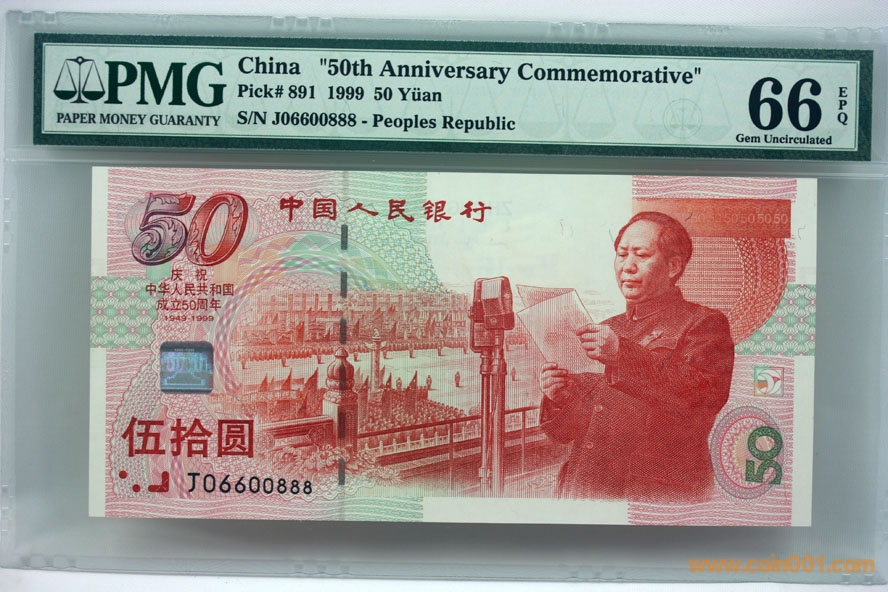 PMG
PAPER MONEY GUARANTY
China "50th Anniversary Commemorative"
Pick# 891 1999 50 Yüan
S/N J06600888 - Peoples Republic
66
EPQ
Gem Uncirculated
50
中国人民银行
50505050
庆祝
中华人民共和国
成立50周年
1949-1999
伍拾圆
J06600888
50
www.coin001.com